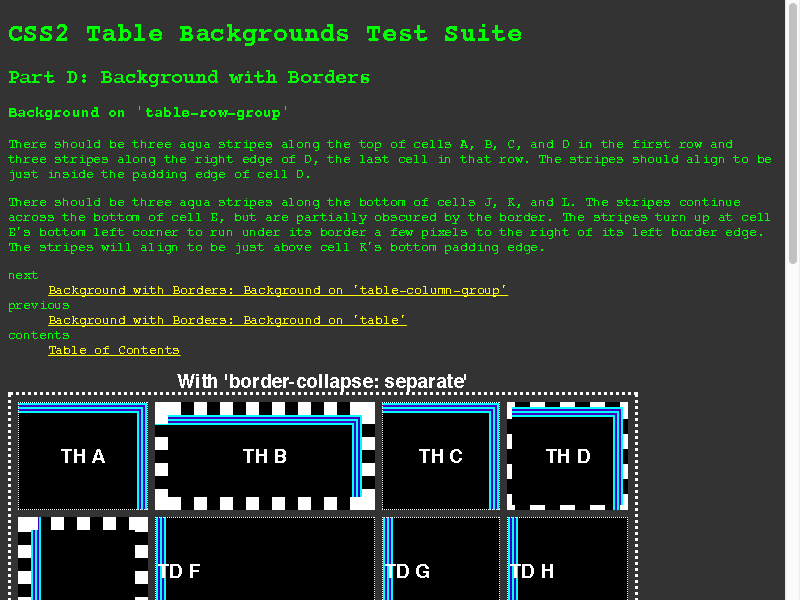 CSS2 Table Backgrounds Test Suite
Part D: Background with Borders
Background on 'table-row-group'
There should be three aqua stripes along the top of cells A, B, C, and D in the first row and
three stripes along the right edge of D, the last cell in that row. The stripes should align to be
just inside the padding edge of cell D.
There should be three aqua stripes along the bottom of cells J, K, and L. The stripes continue
across the bottom of cell E, but are partially obscured by the border. The stripes turn up at cell
E's bottom left corner to run under its border a few pixels to the right of its left border edge.
The stripes will align to be just above cell K's bottom padding edge.
next
Background with Borders: Background on 'table-column-group'
previous
Background with Borders: Background on 'table'
contents
Table of Contents
With 'border-collapse: separate'
TH A TH B TH C TH D
TD F TD G TD H